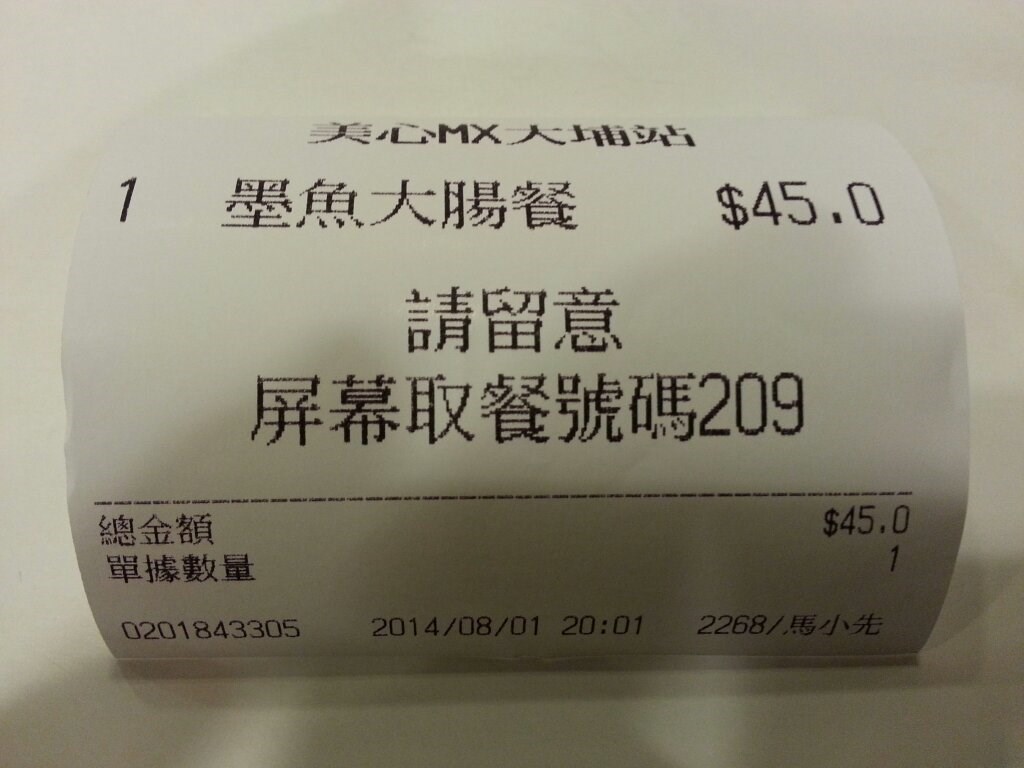 美心MX大埔站
1 墨魚大腸餐 $45.0
請留意
屏幕取餐號碼209
總金額 $45.0
單據數量 1
0201843305 2014/08/01 20:01 2268/馬小先